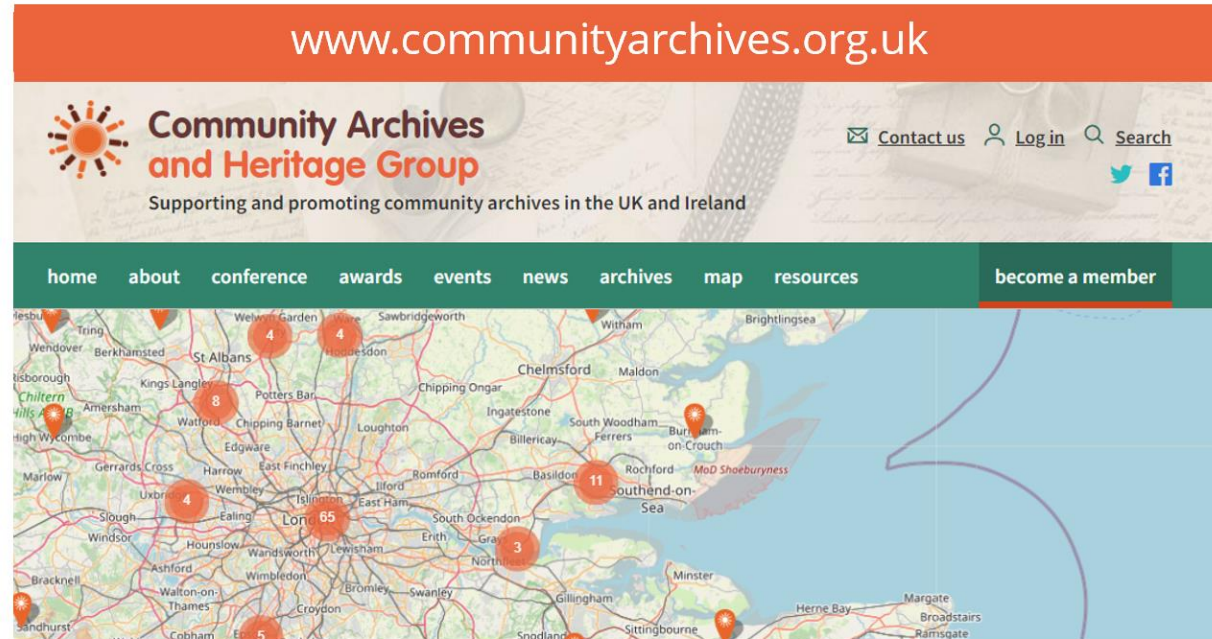 www.communityarchives.org.uk
Community Archives
and Heritage Group
Supporting and promoting community archives in the UK and Ireland
Contact us Log in Search
home about conference awards events news archives map resources become a member
Tring
Welwyn Garden
4
Ware
4
Sawbridgeworth
Witham
Brightlingsea
Wendover
Berkhamsted
St Albans
Hoddesdon
Chelmsford
Maldon
Kings Langley
8
Potters Bar
Chipping Ongar
Chiltern
Amersham
Watford
Chipping Barnet
Loughton
Ingatestone
South Woodham
Ferrers
Burnham-
on-Crouch
High Wycombe
Edgware
Billericay
Marlow
Gerrards Cross
Harrow
East Finchley
Romford
Basildon
11
Rochford
MoD Shoeburyness
Uxbridge
4
Wembley
Islington
Ilford
East Ham
Southend-on-
Sea
Slough
Ealing
London
65
South Ockendon
Windsor
Hounslow
Wandsworth
Lewisham
Erith
Grays
3
Northfleet
Bracknell
Ashford
Wimbledon
Minster
Walton-on-
Thames
Bromley
Swanley
Gillingham
Herne Bay
Margate
Broadstairs
Sandhurst
Croydon
Sittingbourne
Ramsgate
Cobham
5
Snodland